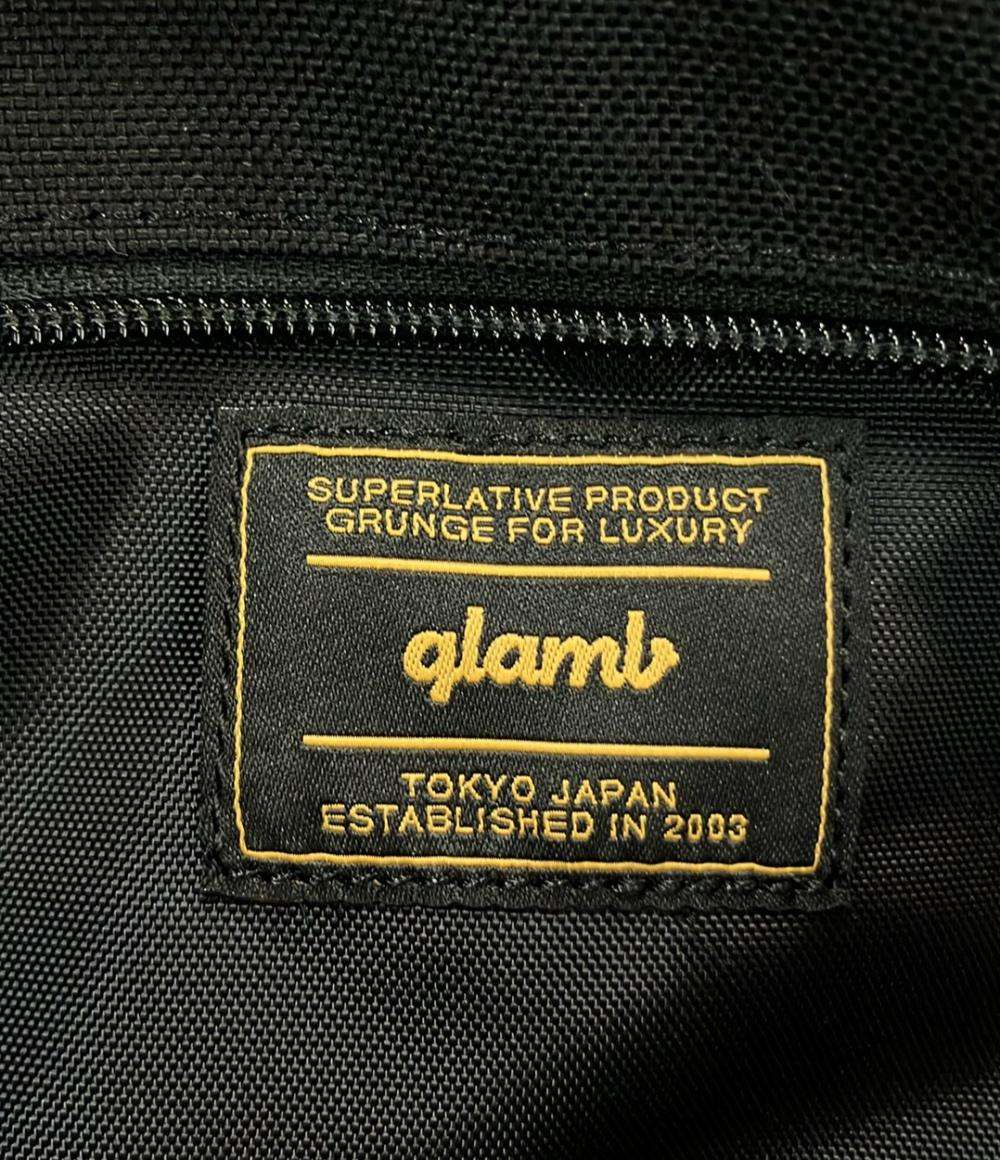 SUPERLATIVE PRODUCT
GRUNGE FOR LUXURY
glamb
TOKYO JAPAN
ESTABLISHED IN 2003